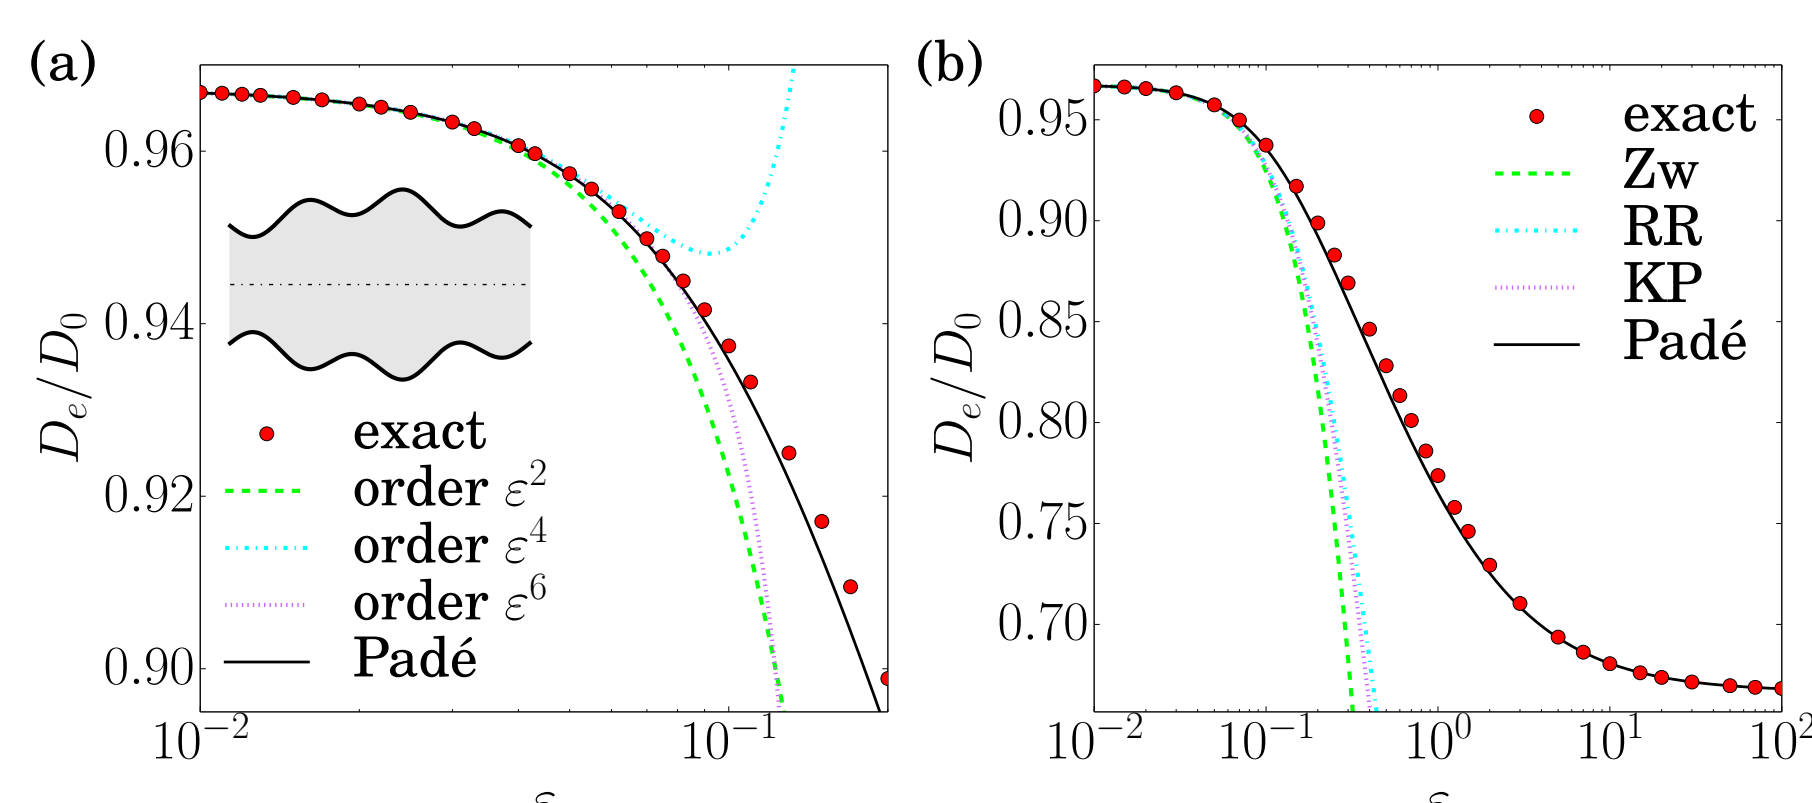 (a)
D_e/D_0
0.96
0.94
0.92
0.90
exact
order ε^2
order ε^4
order ε^6
Padé
10^−2
10^−1
ε
(b)
D_e/D_0
0.95
0.90
0.85
0.80
0.75
0.70
exact
Zw
RR
KP
Padé
10^−2
10^−1
10^0
10^1
10^2
ε